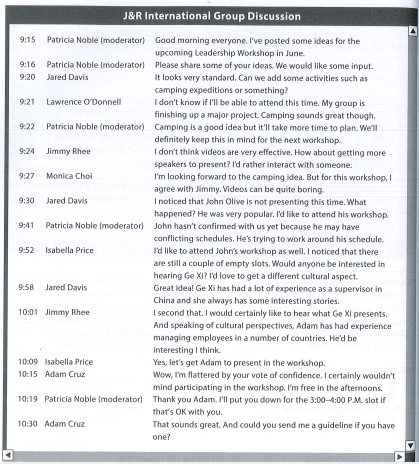 J&R International Group Discussion
9:15 Patricia Noble (moderator) Good morning everyone. I've posted some ideas for the
upcoming Leadership Workshop in June.
9:16 Patricia Noble (moderator) Please share some of your ideas. We would like some input.
9:20 Jared Davis It looks very standard. Can we add some activities such as
camping expeditions or something?
9:21 Lawrence O'Donnell I don't know if I'll be able to attend this time. My group is
finishing up a major project. Camping sounds great though.
9:22 Patricia Noble (moderator) Camping is a good idea but it'll take more time to plan. We'll
definitely keep this in mind for the next workshop.
9:24 Jimmy Rhee I don't think videos are very effective. How about getting more
speakers to present? I'd rather interact with someone.
9:27 Monica Choi I'm looking forward to the camping idea. But for this workshop, I
agree with Jimmy. Videos can be quite boring.
9:30 Jared Davis I noticed that John Olive is not presenting this time. What
happened? He was very popular. I'd like to attend his workshop.
9:41 Patricia Noble (moderator) John hasn't confirmed with us yet because he may have
conflicting schedules. He's trying to work around his schedule.
9:52 Isabella Price I'd like to attend John's workshop as well. I noticed that there
are still a couple of empty slots. Would anyone be interested in
hearing Ge Xi? I'd love to get a different cultural aspect.
9:58 Jared Davis Great idea! Ge Xi has had a lot of experience as a supervisor in
China and she always has some interesting stories.
10:01 Jimmy Rhee I second that. I would certainly like to hear what Ge Xi presents.
And speaking of cultural perspectives, Adam has had experience
managing employees in a number of countries. He'd be
interesting I think.
10:09 Isabella Price Yes, let's get Adam to present in the workshop.
10:15 Adam Cruz Wow, I'm flattered by your vote of confidence. I certainly wouldn't
mind participating in the workshop. I'm free in the afternoons.
10:19 Patricia Noble (moderator) Thank you Adam. I'll put you down for the 3:00–4:00 P.M. slot if
that's OK with you.
10:30 Adam Cruz That sounds great. And could you send me a guideline if you have
one?